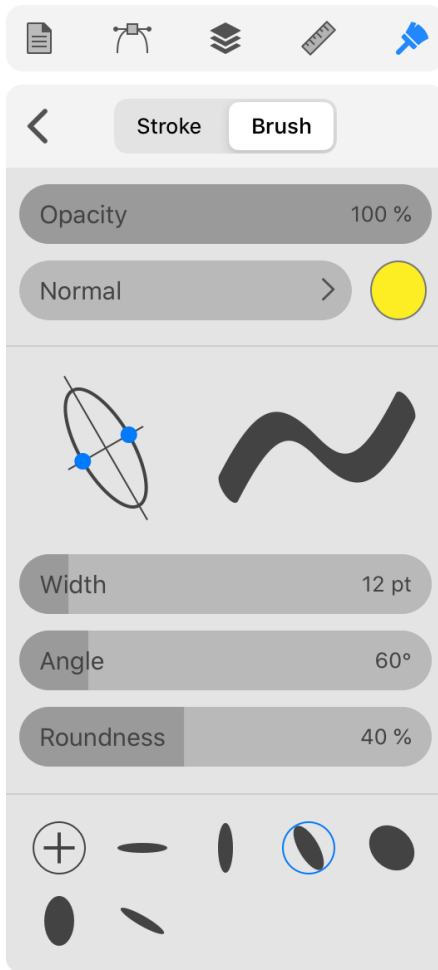 Stroke Brush
Opacity 100 %
Normal
Width 12 pt
Angle 60°
Roundness 40 %